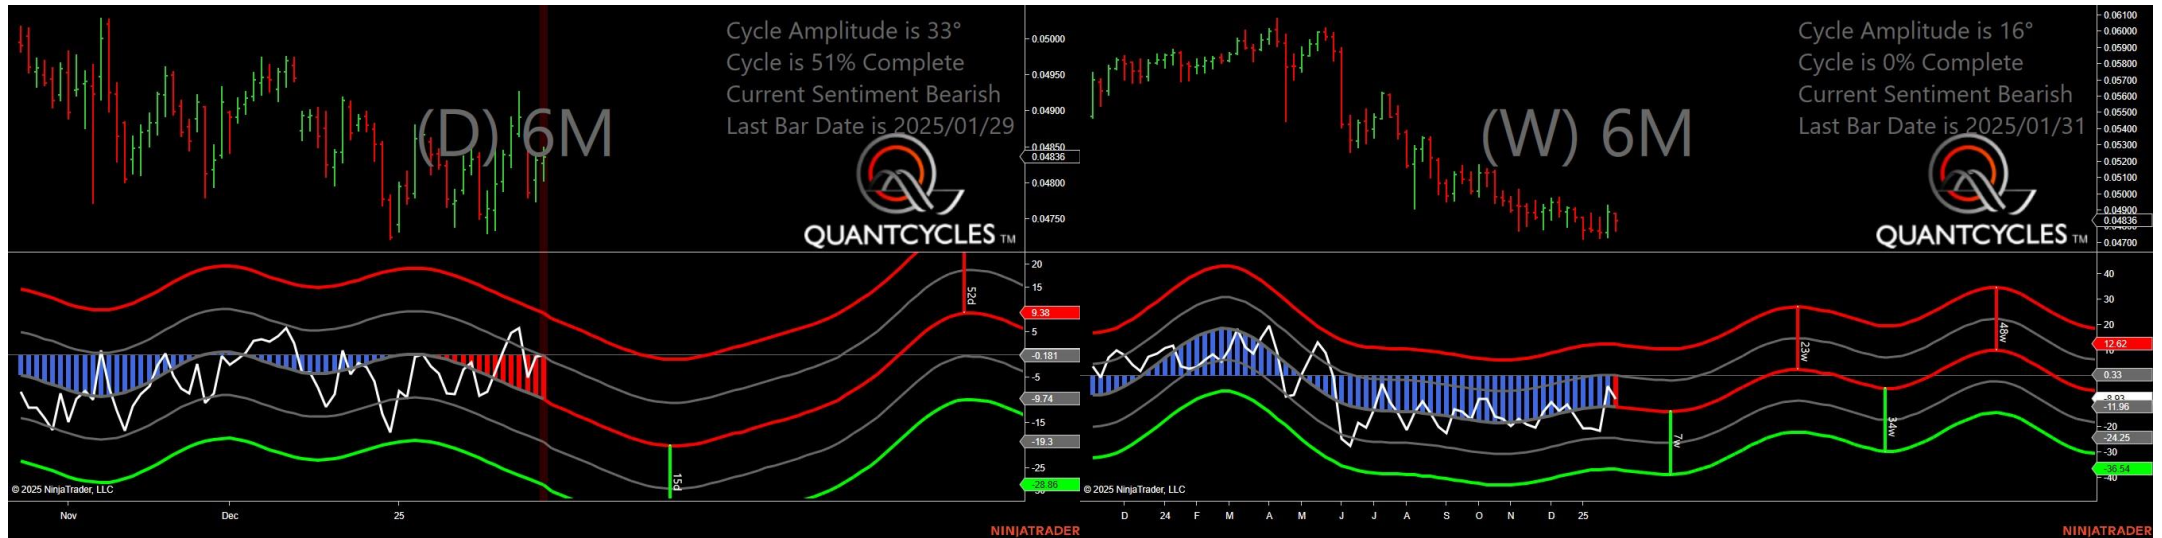 Cycle Amplitude is 33°
Cycle is 51% Complete
Current Sentiment Bearish
Last Bar Date is 2025/01/29
(D) 6M
QUANTCYCLES TM
0.05000
0.04950
0.04900
0.04850
0.04836
0.04800
0.04750
20
15
9.38
5
-0.181
-5
-9.74
-15
-19.3
-25
-28.86
52d
15d
© 2025 NinjaTrader, LLC
Nov
Dec
25
NINJATRADER
Cycle Amplitude is 16°
Cycle is 0% Complete
Current Sentiment Bearish
Last Bar Date is 2025/01/31
(W) 6M
QUANTCYCLES TM
0.06100
0.06000
0.05900
0.05800
0.05700
0.05600
0.05500
0.05400
0.05300
0.05200
0.05100
0.05000
0.04900
0.04836
0.04700
40
30
20
12.62
0.33
-8.93
-11.96
-20
-24.25
-30
-36.54
-40
7w
23w
34w
48w
© 2025 NinjaTrader, LLC
D
24
F
M
A
M
J
J
A
S
O
N
D
25
NINJATRADER